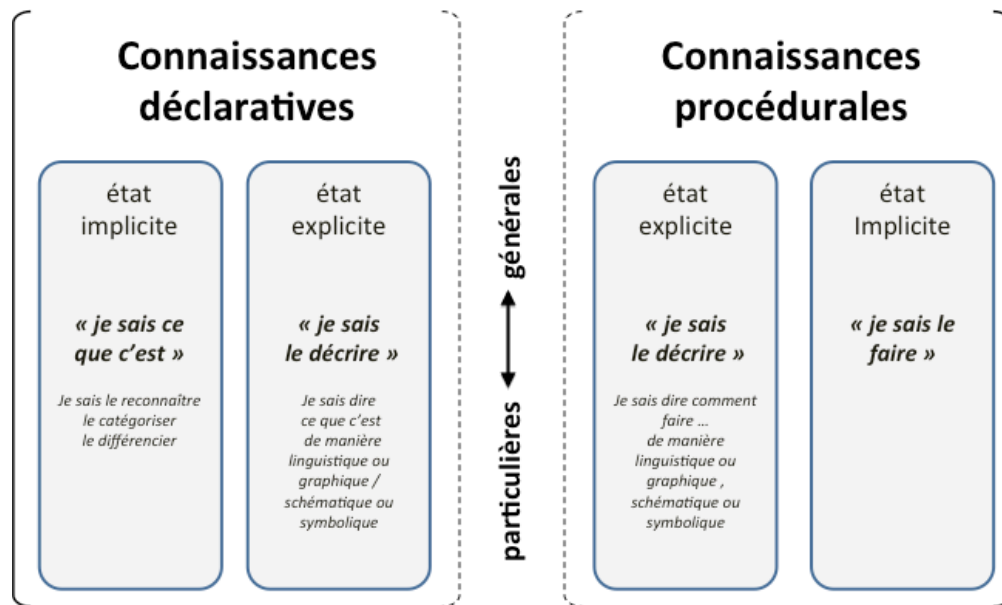 Connaissances
déclaratives
état
implicite
« je sais ce
que c’est »
Je sais le reconnaître
le catégoriser
le différencier
état
explicite
« je sais
le décrire »
Je sais dire
ce que c’est
de manière
linguistique ou
graphique /
schématique ou
symbolique
particulières
générales
Connaissances
procédurales
état
explicite
« je sais
le décrire »
Je sais dire comment
faire ...
de manière
linguistique ou
graphique ,
schématique ou
symbolique
état
Implicite
« je sais le
faire »